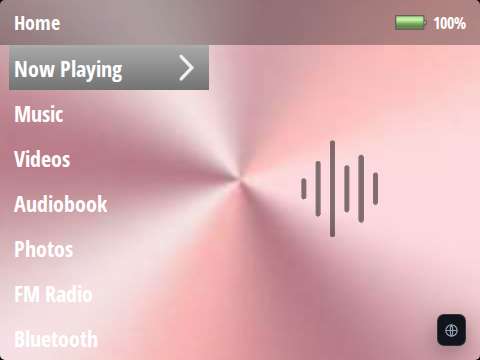 Home
100%
Now Playing
Music
Videos
Audiobook
Photos
FM Radio
Bluetooth